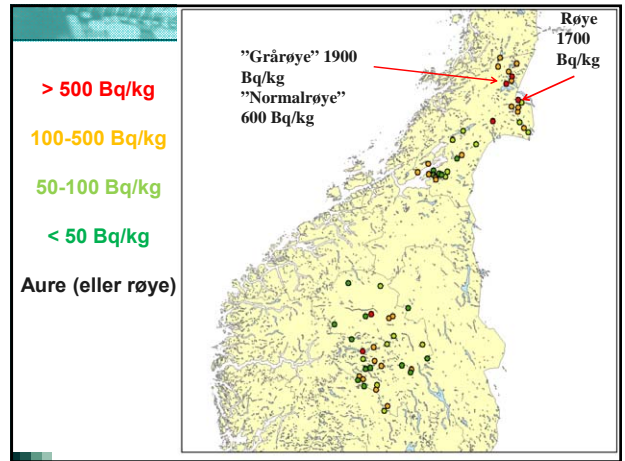 > 500 Bq/kg
100-500 Bq/kg
50-100 Bq/kg
< 50 Bq/kg
Aure (eller røye)
”Grårøye” 1900
Bq/kg
”Normalrøye”
600 Bq/kg
Røye
1700
Bq/kg